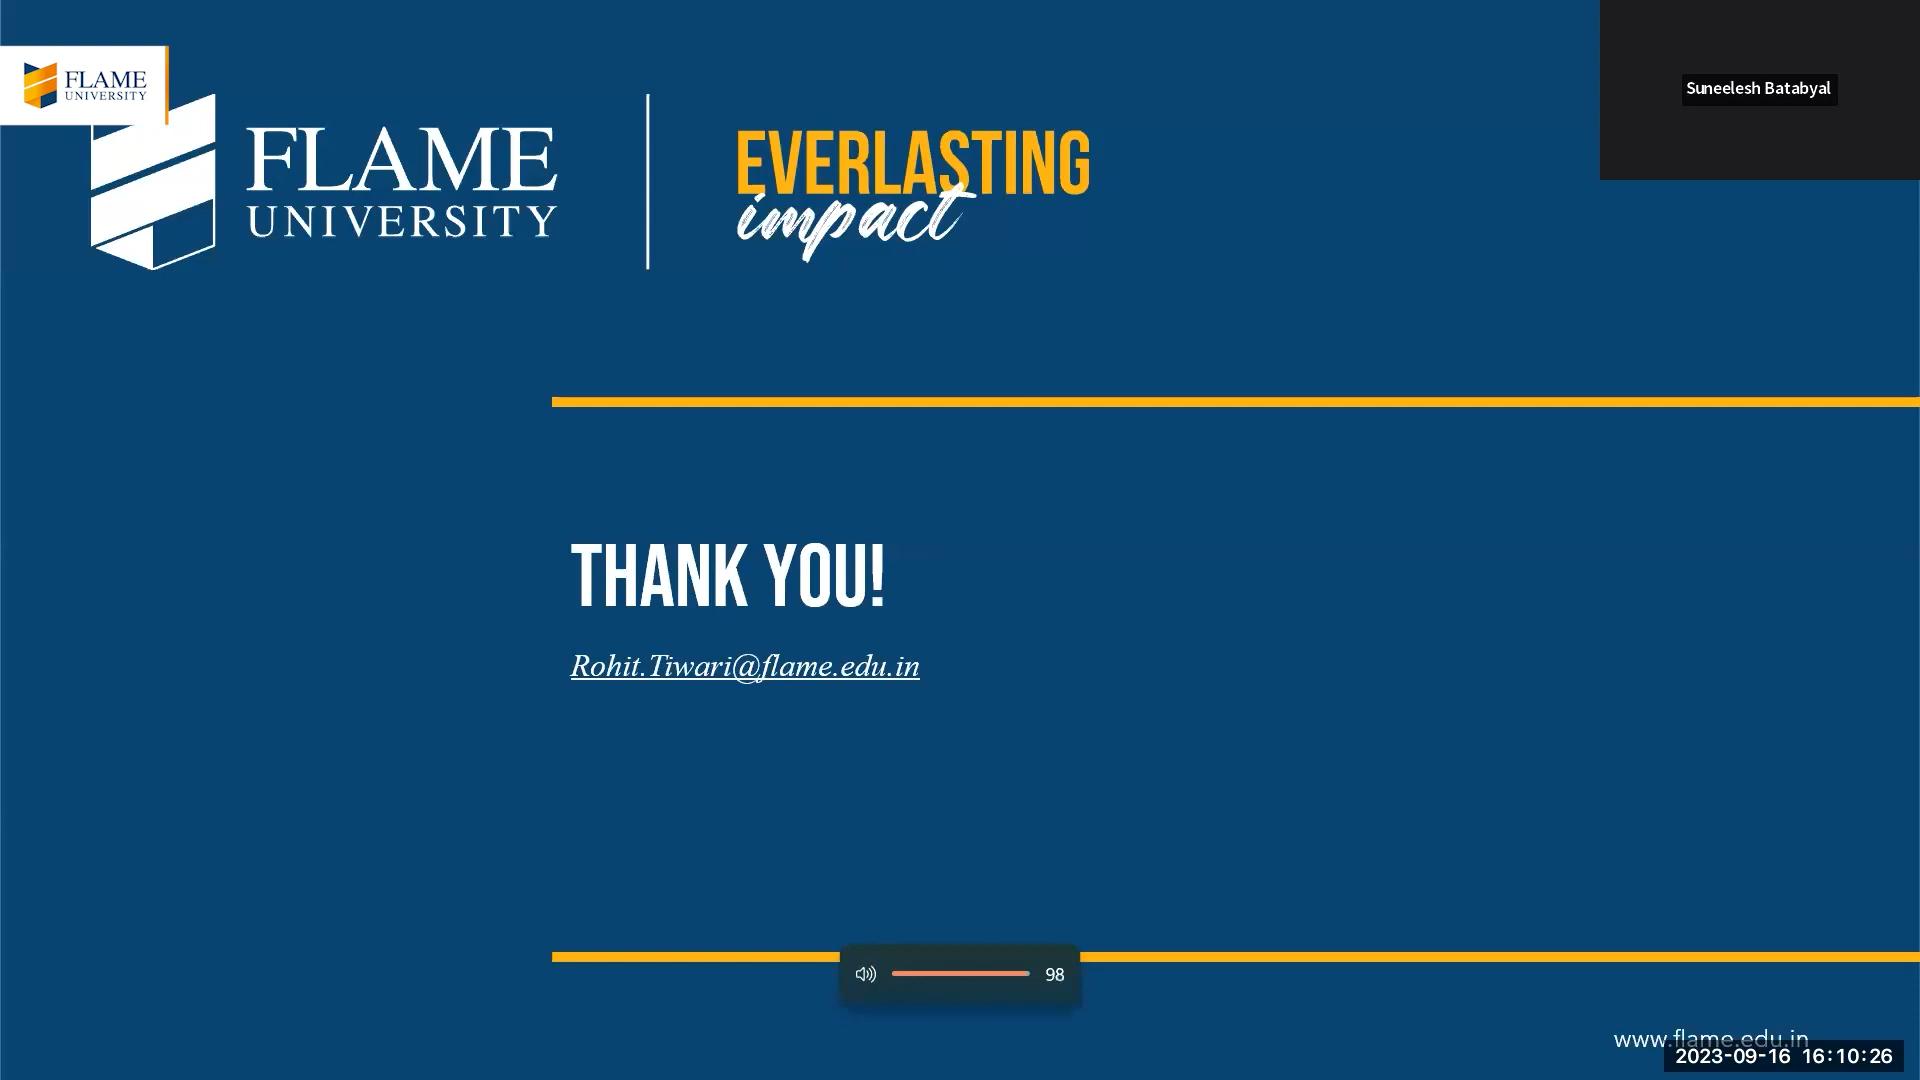 FLAME
UNIVERSITY
Suneelesh Batabyal
FLAME
UNIVERSITY
EVERLASTING
impact
THANK YOU!
Rohit.Tiwari@flame.edu.in
98
www.flame.edu.in
2023-09-16 16:10:26